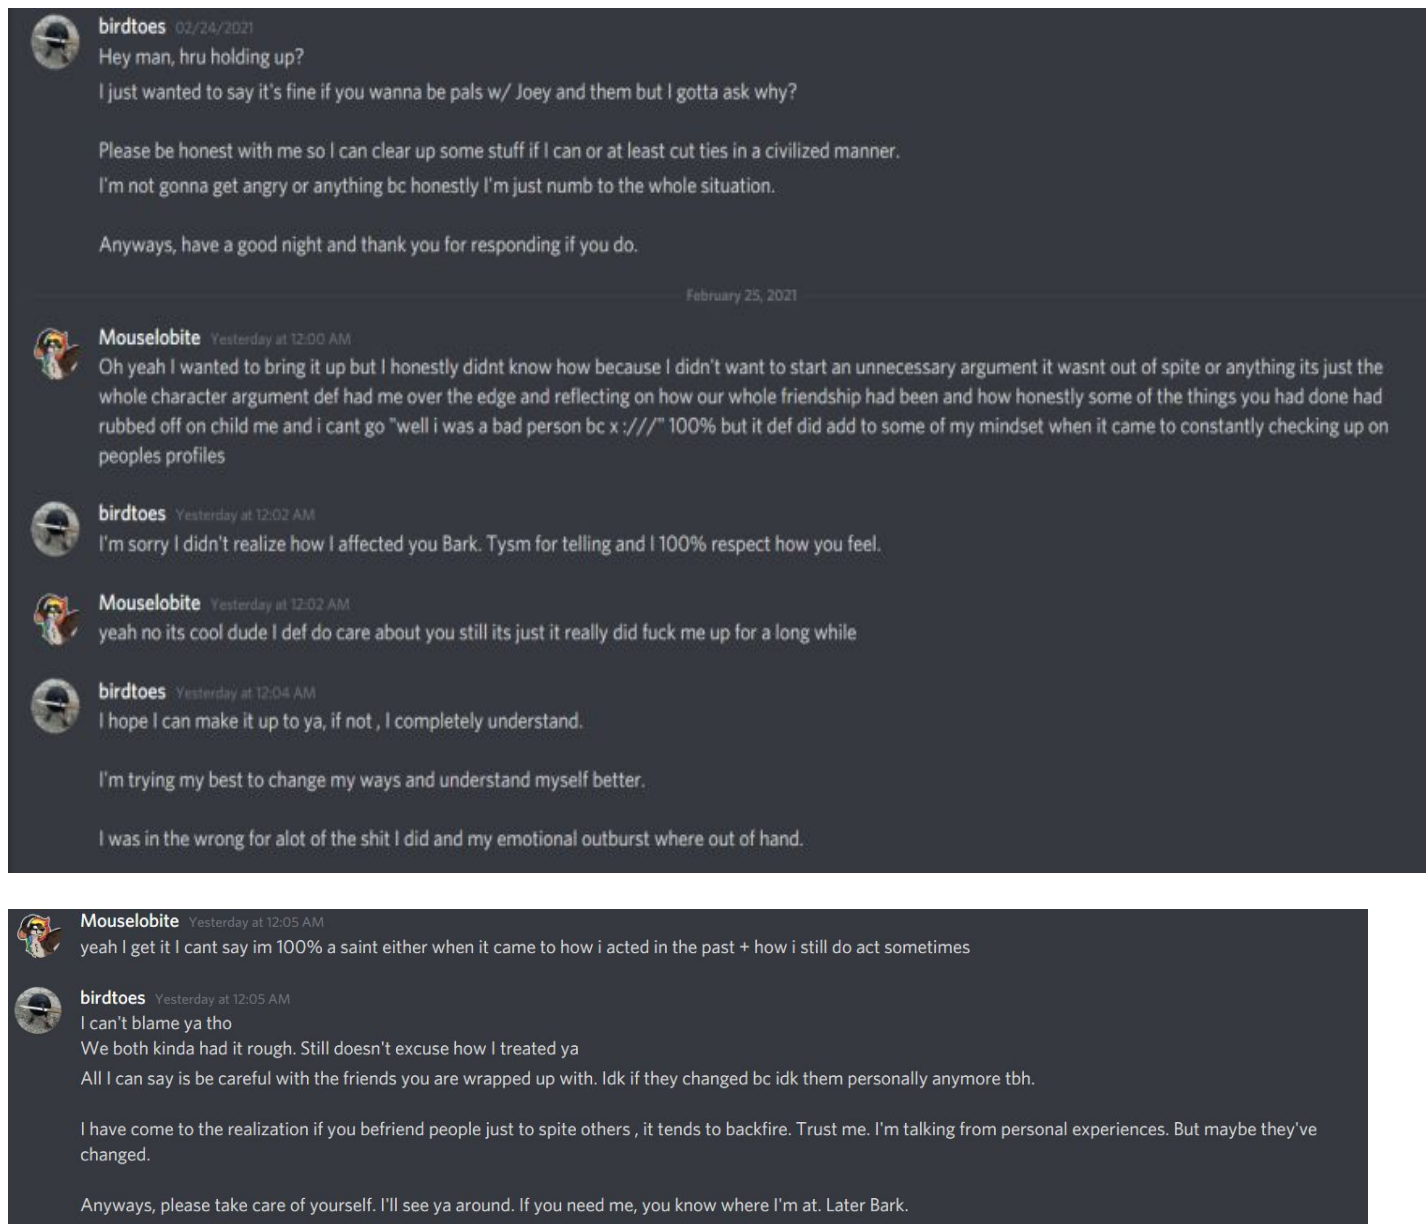 birdtoes 02/24/2021
Hey man, hru holding up?
I just wanted to say it's fine if you wanna be pals w/ Joey and them but I gotta ask why?
Please be honest with me so I can clear up some stuff if I can or at least cut ties in a civilized manner.
I'm not gonna get angry or anything bc honestly I'm just numb to the whole situation.
Anyways, have a good night and thank you for responding if you do.
February 25, 2021
Mouselobite Yesterday at 12:00 AM
Oh yeah I wanted to bring it up but I honestly didnt know how because I didn't want to start an unnecessary argument it wasnt out of spite or anything its just the
whole character argument def had me over the edge and reflecting on how our whole friendship had been and how honestly some of the things you had done had
rubbed off on child me and i cant go "well i was a bad person bc x :///" 100% but it def did add to some of my mindset when it came to constantly checking up on
peoples profiles
birdtoes Yesterday at 12:02 AM
I'm sorry I didn't realize how I affected you Bark. Tysm for telling and I 100% respect how you feel.
Mouselobite Yesterday at 12:02 AM
yeah no its cool dude I def do care about you still its just it really did fuck me up for a long while
birdtoes Yesterday at 12:04 AM
I hope I can make it up to ya, if not , I completely understand.
I'm trying my best to change my ways and understand myself better.
I was in the wrong for alot of the shit I did and my emotional outburst where out of hand.
Mouselobite Yesterday at 12:05 AM
yeah I get it I cant say im 100% a saint either when it came to how i acted in the past + how i still do act sometimes
birdtoes Yesterday at 12:05 AM
I can't blame ya tho
We both kinda had it rough. Still doesn't excuse how I treated ya
All I can say is be careful with the friends you are wrapped up with. Idk if they changed bc idk them personally anymore tbh.
I have come to the realization if you befriend people just to spite others , it tends to backfire. Trust me. I'm talking from personal experiences. But maybe they've
changed.
Anyways, please take care of yourself. I'll see ya around. If you need me, you know where I'm at. Later Bark.